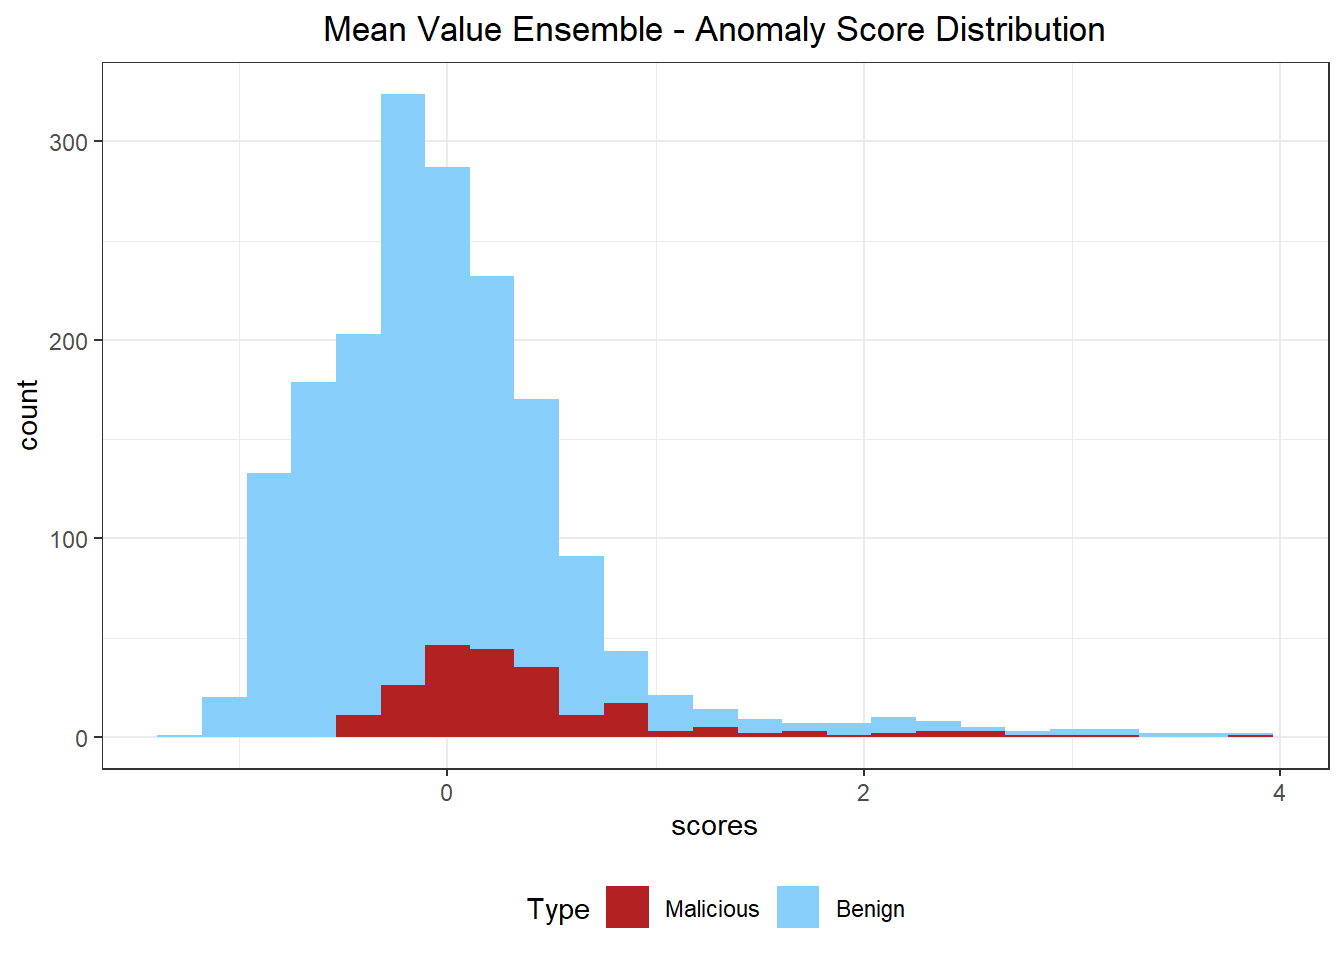 Mean Value Ensemble - Anomaly Score Distribution
300
200
100
0
count
0 2 4
scores
Type Malicious Benign